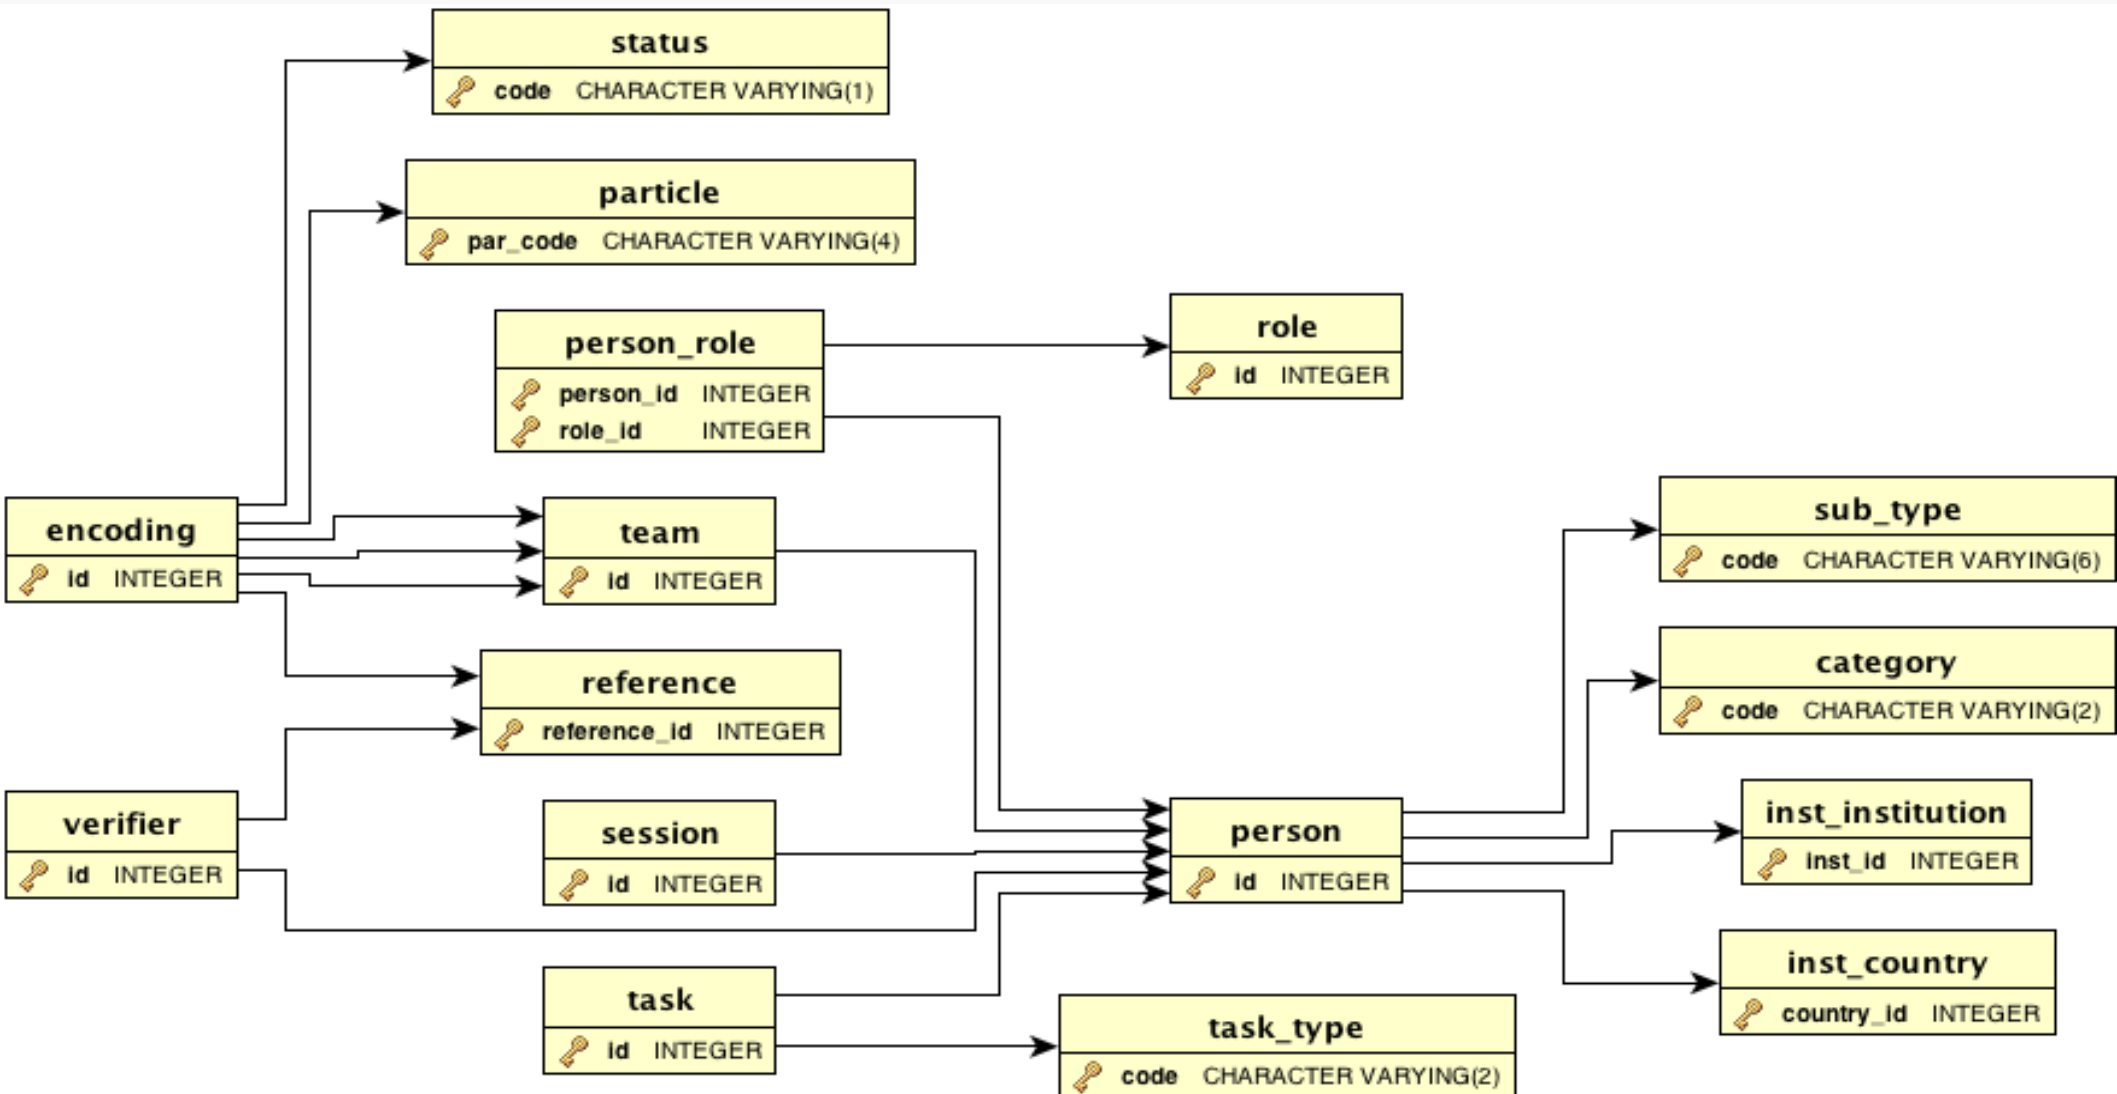 status
code CHARACTER VARYING(1)
particle
par_code CHARACTER VARYING(4)
person_role
person_id INTEGER
role_id INTEGER
role
id INTEGER
encoding
id INTEGER
team
id INTEGER
sub_type
code CHARACTER VARYING(6)
reference
reference_id INTEGER
category
code CHARACTER VARYING(2)
verifier
id INTEGER
session
id INTEGER
person
id INTEGER
inst_institution
inst_id INTEGER
task
id INTEGER
task_type
code CHARACTER VARYING(2)
inst_country
country_id INTEGER